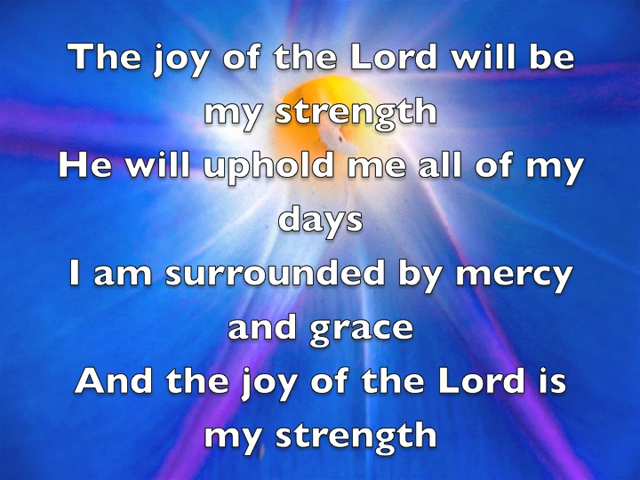 The joy of the Lord will be
my strength
He will uphold me all of my
days
I am surrounded by mercy
and grace
And the joy of the Lord is
my strength